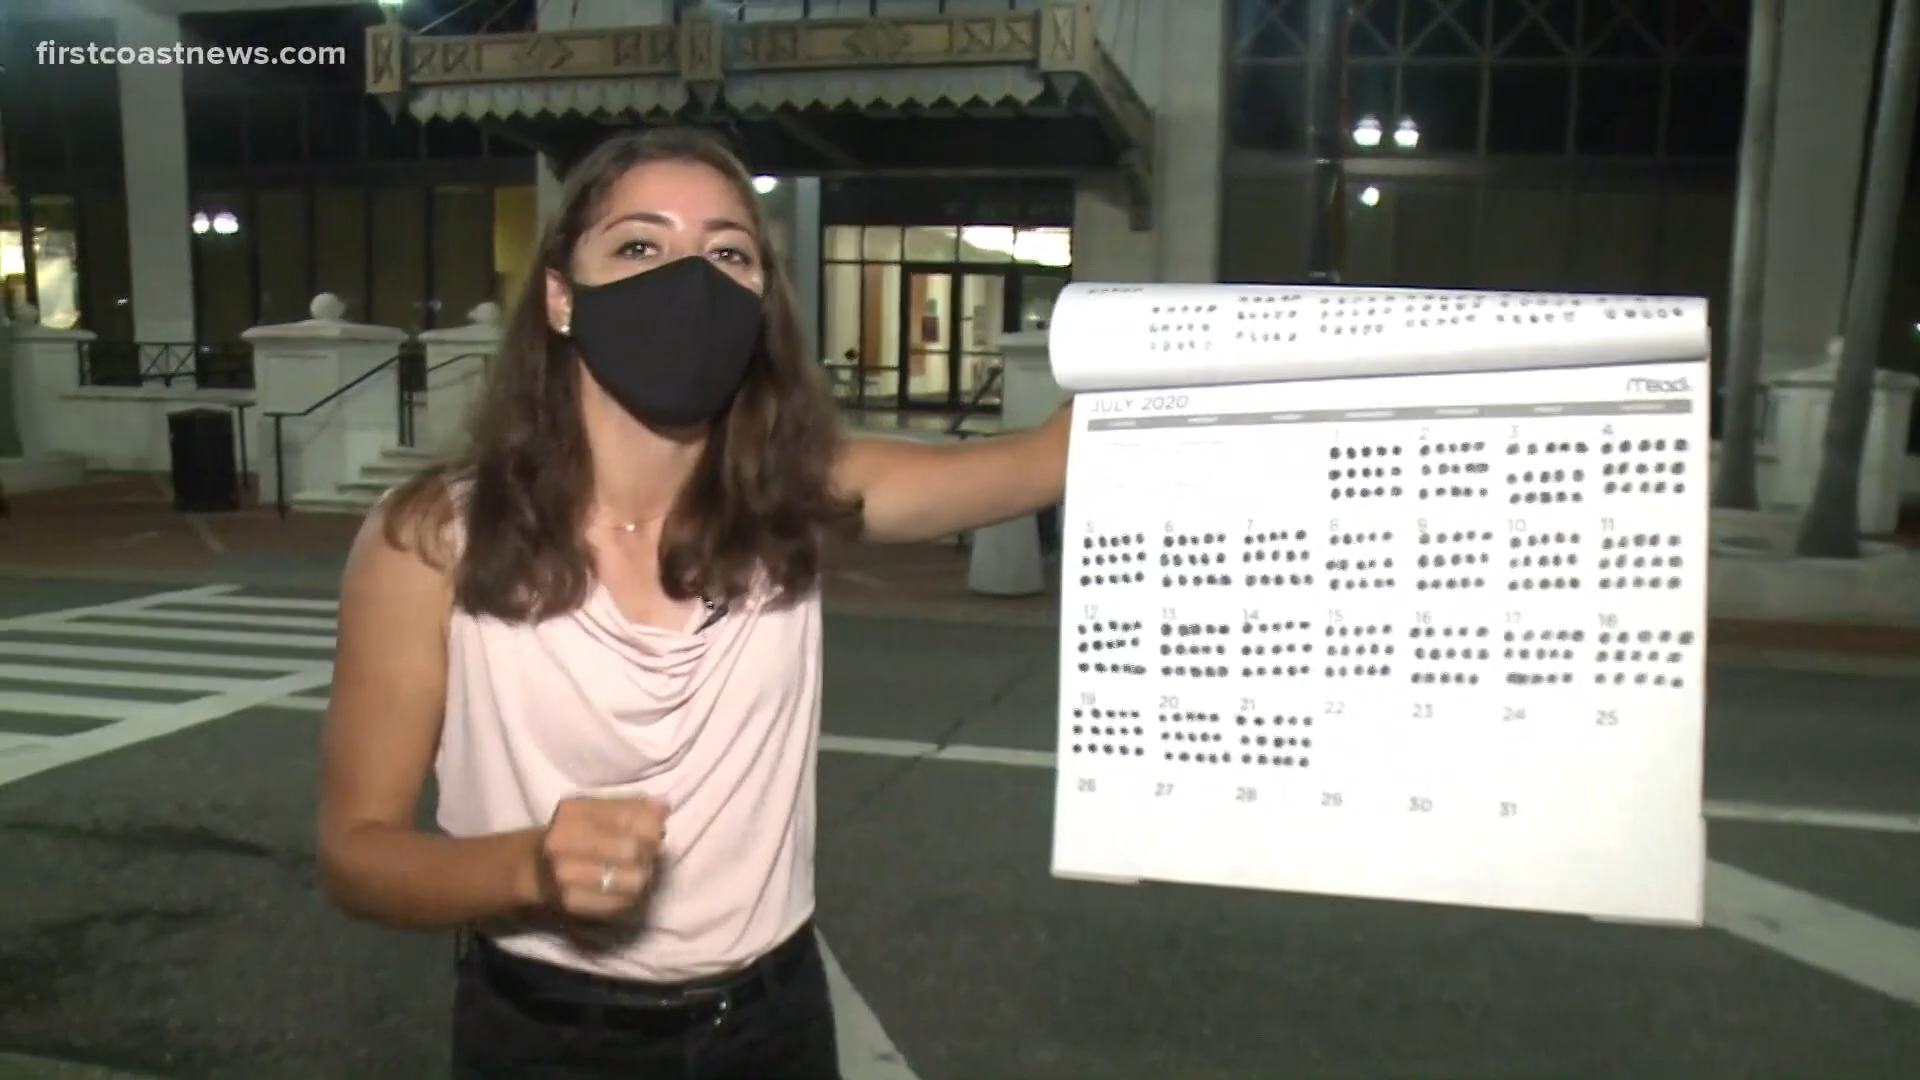 firstcoastnews.com
Mead
JULY 2020
1 2 3 4
5 6 7 8 9 10 11
12 13 14 15 16 17 18
19 20 21 22 23 24 25
26 27 28 29 30 31